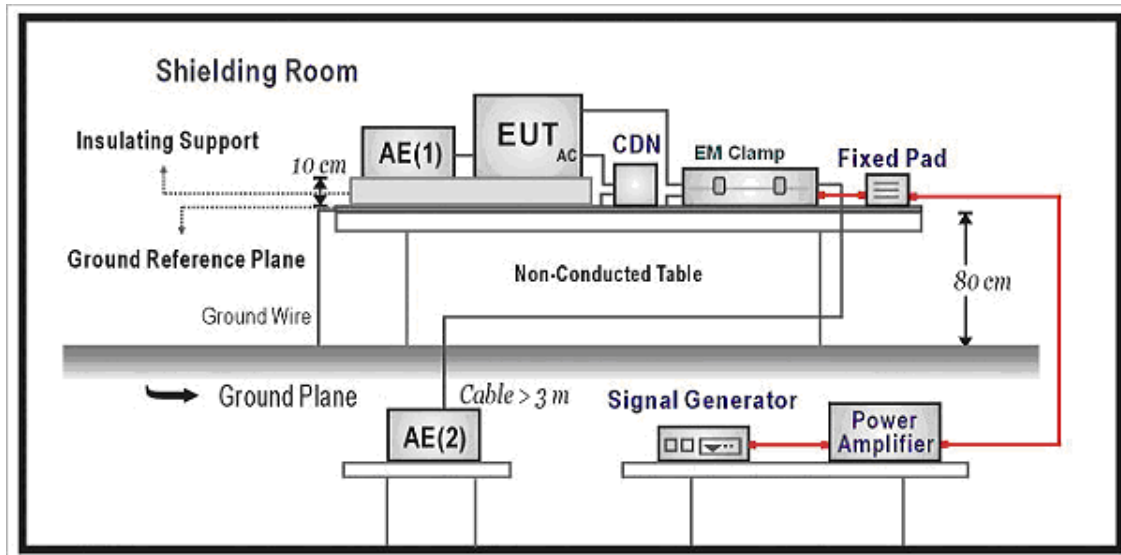 Shielding Room
Insulating Support
10 cm
AE(1)
EUT
AC
CDN
EM Clamp
Fixed Pad
Ground Reference Plane
Non-Conducted Table
80 cm
Ground Wire
Ground Plane
Cable > 3 m
Signal Generator
Power
Amplifier
AE(2)